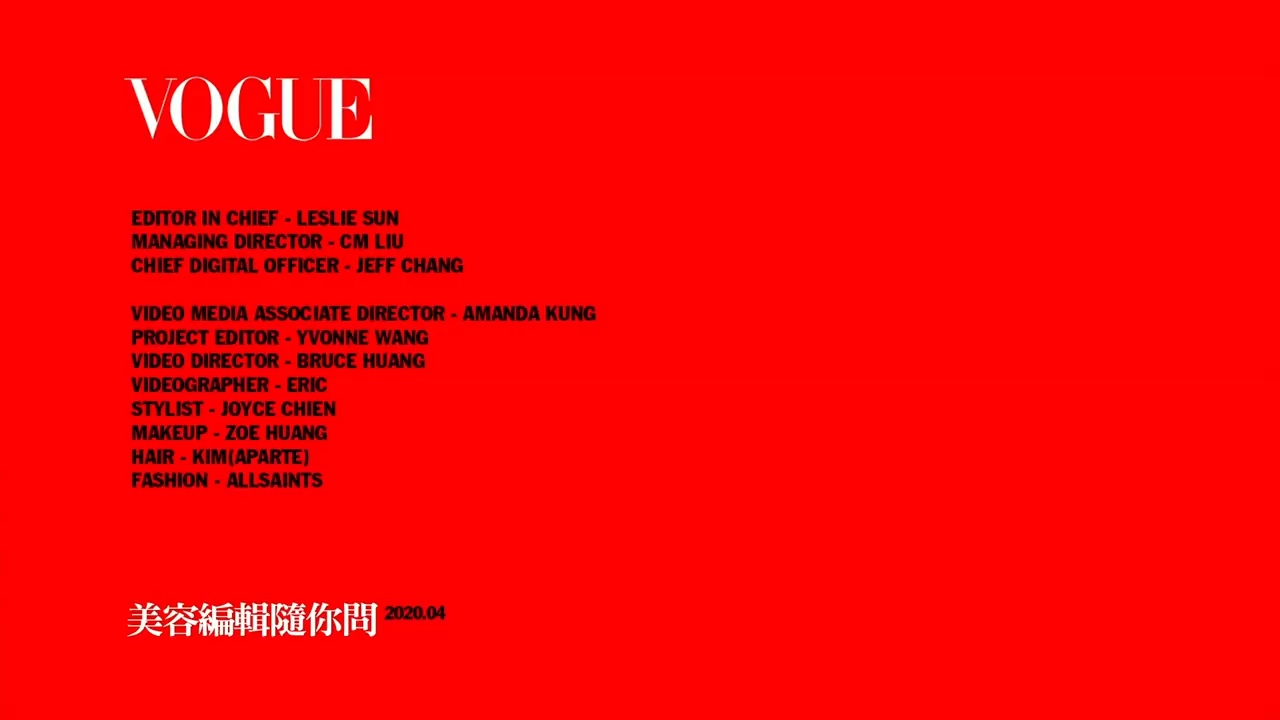 VOGUE
EDITOR IN CHIEF - LESLIE SUN
MANAGING DIRECTOR - CM LIU
CHIEF DIGITAL OFFICER - JEFF CHANG
VIDEO MEDIA ASSOCIATE DIRECTOR - AMANDA KUNG
PROJECT EDITOR - YVONNE WANG
VIDEO DIRECTOR - BRUCE HUANG
VIDEOGRAPHER - ERIC
STYLIST - JOYCE CHIEN
MAKEUP - ZOE HUANG
HAIR - KIM(APARTE)
FASHION - ALLSAINTS
美容編輯隨你問 2020.04